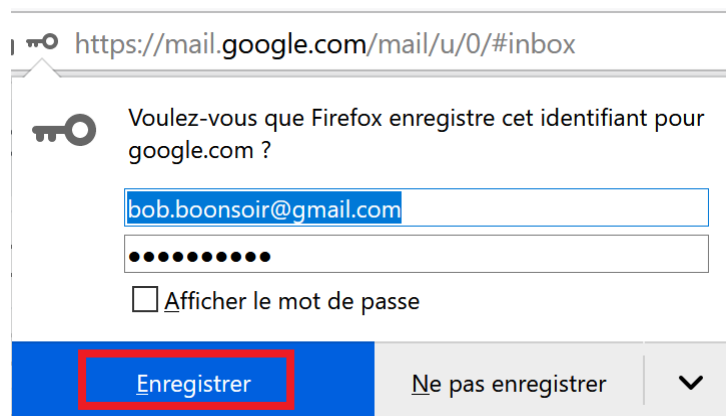 https://mail.google.com/mail/u/0/#inbox
Voulez-vous que Firefox enregistre cet identifiant pour
google.com ?
bob.boonsoir@gmail.com
●●●●●●●●●●
Afficher le mot de passe
Enregistrer
Ne pas enregistrer